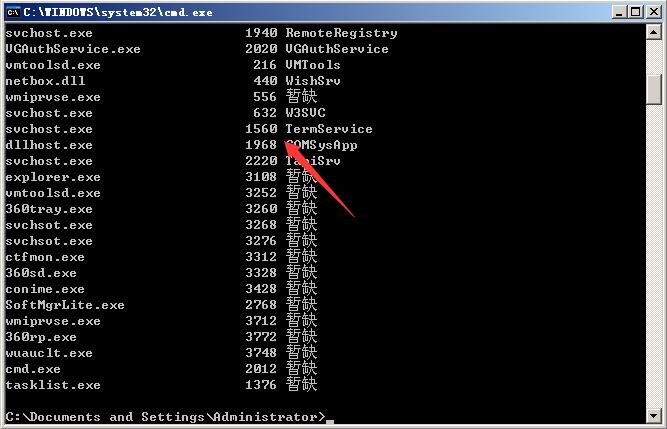 C:\WINDOWS\system32\cmd.exe
svchost.exe 1940 RemoteRegistry
VGAuthService.exe 2020 VGAuthService
vmtoolsd.exe 216 VMTools
netbox.dll 440 WishSrv
wmiprvse.exe 556 暂缺
svchost.exe 632 W3SVC
svchost.exe 1560 TermService
dllhost.exe 1968 COMSysApp
svchost.exe 2220 TapiSrv
explorer.exe 3108 暂缺
vmtoolsd.exe 3252 暂缺
360tray.exe 3260 暂缺
svchsot.exe 3268 暂缺
svchsot.exe 3276 暂缺
ctfmon.exe 3312 暂缺
360sd.exe 3328 暂缺
conime.exe 3428 暂缺
SoftMgrLite.exe 2768 暂缺
wmiprvse.exe 3712 暂缺
360rp.exe 3772 暂缺
wuauclt.exe 3748 暂缺
cmd.exe 2012 暂缺
tasklist.exe 1376 暂缺
C:\Documents and Settings\Administrator>_